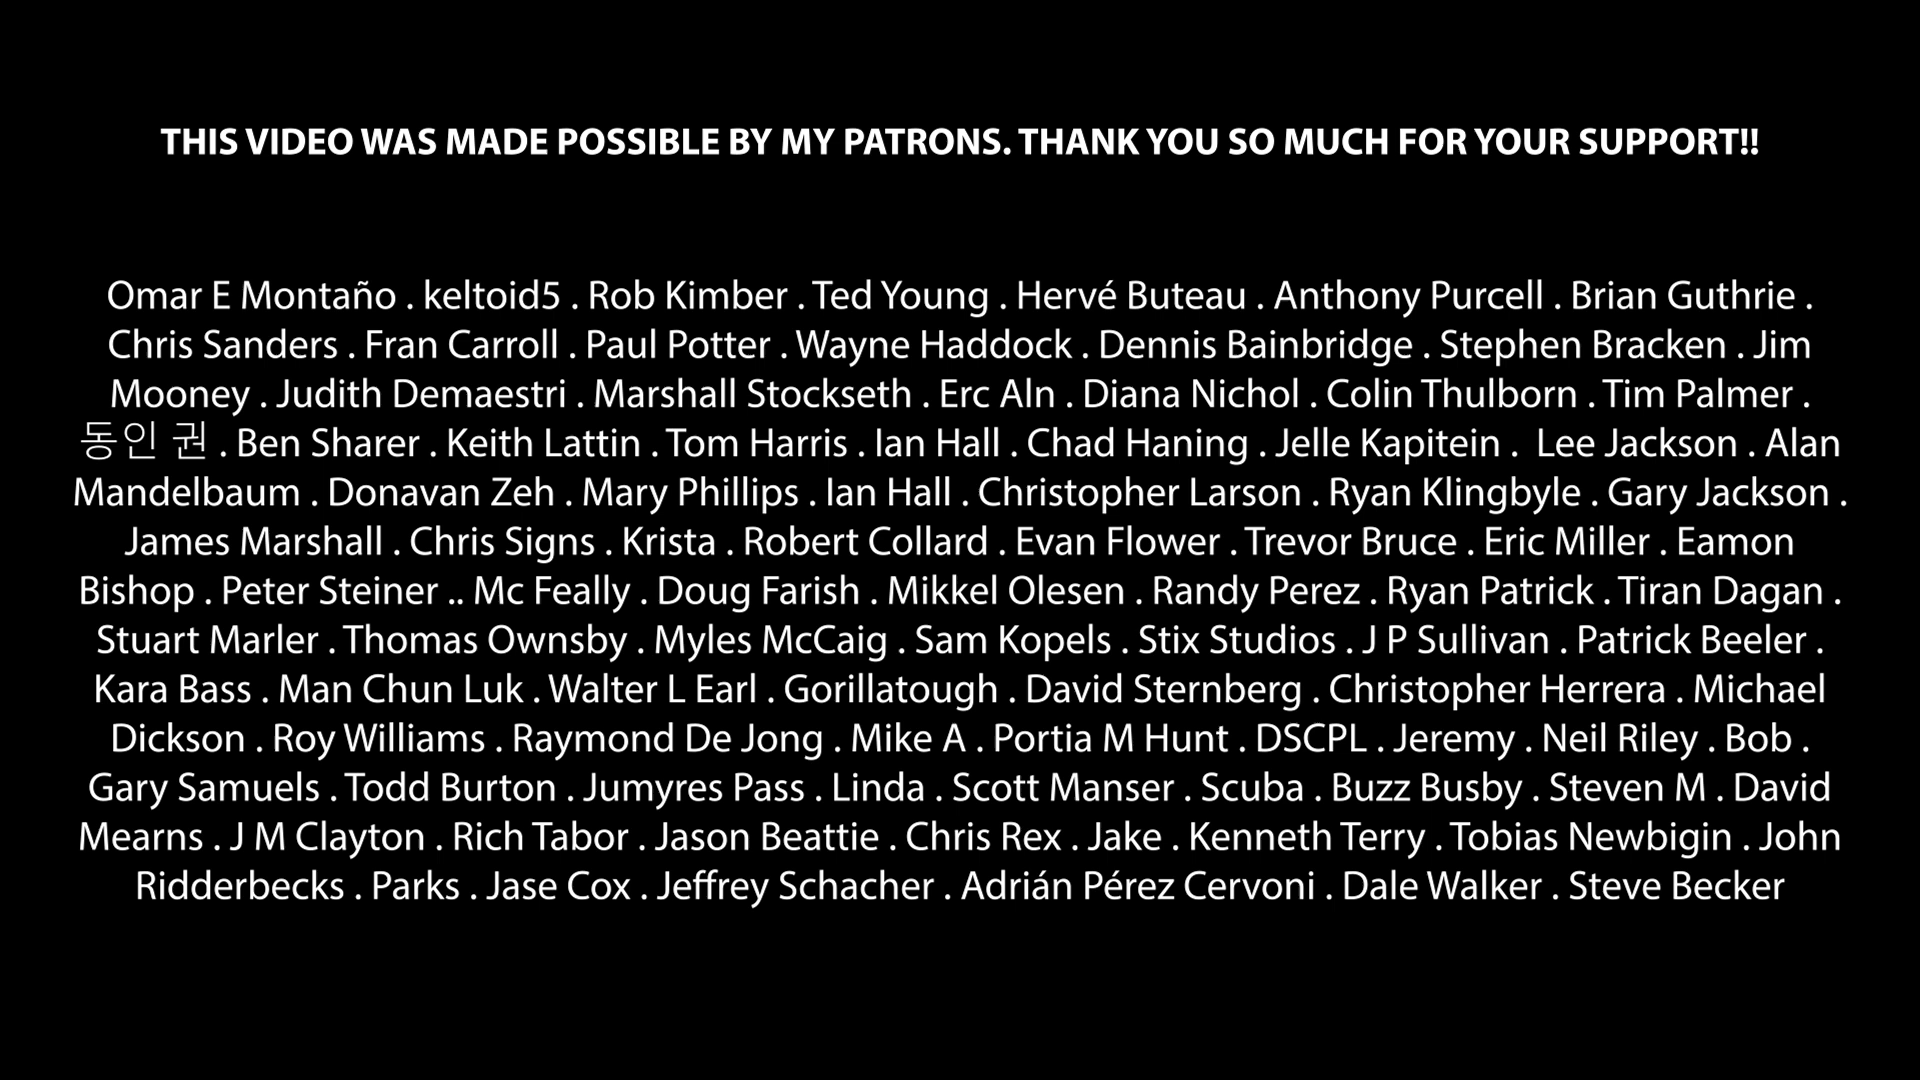 THIS VIDEO WAS MADE POSSIBLE BY MY PATRONS. THANK YOU SO MUCH FOR YOUR SUPPORT!!
Omar E Montaño . keltoid5 . Rob Kimber . Ted Young . Hervé Buteau . Anthony Purcell . Brian Guthrie .
Chris Sanders . Fran Carroll . Paul Potter . Wayne Haddock . Dennis Bainbridge . Stephen Bracken . Jim
Mooney . Judith Demaestri . Marshall Stockseth . Erc Aln . Diana Nichol . Colin Thulborn . Tim Palmer .
동인 권 . Ben Sharer . Keith Lattin . Tom Harris . Ian Hall . Chad Haning . Jelle Kapitein .  Lee Jackson . Alan
Mandelbaum . Donavan Zeh . Mary Phillips . Ian Hall . Christopher Larson . Ryan Klingbyle . Gary Jackson .
James Marshall . Chris Signs . Krista . Robert Collard . Evan Flower . Trevor Bruce . Eric Miller . Eamon
Bishop . Peter Steiner .. Mc Feally . Doug Farish . Mikkel Olesen . Randy Perez . Ryan Patrick . Tiran Dagan .
Stuart Marler . Thomas Ownsby . Myles McCaig . Sam Kopels . Stix Studios . J P Sullivan . Patrick Beeler .
Kara Bass . Man Chun Luk . Walter L Earl . Gorillatough . David Sternberg . Christopher Herrera . Michael
Dickson . Roy Williams . Raymond De Jong . Mike A . Portia M Hunt . DSCPL . Jeremy . Neil Riley . Bob .
Gary Samuels . Todd Burton . Jumyres Pass . Linda . Scott Manser . Scuba . Buzz Busby . Steven M . David
Mearns . J M Clayton . Rich Tabor . Jason Beattie . Chris Rex . Jake . Kenneth Terry . Tobias Newbigin . John
Ridderbecks . Parks . Jase Cox . Jeffrey Schacher . Adrián Pérez Cervoni . Dale Walker . Steve Becker